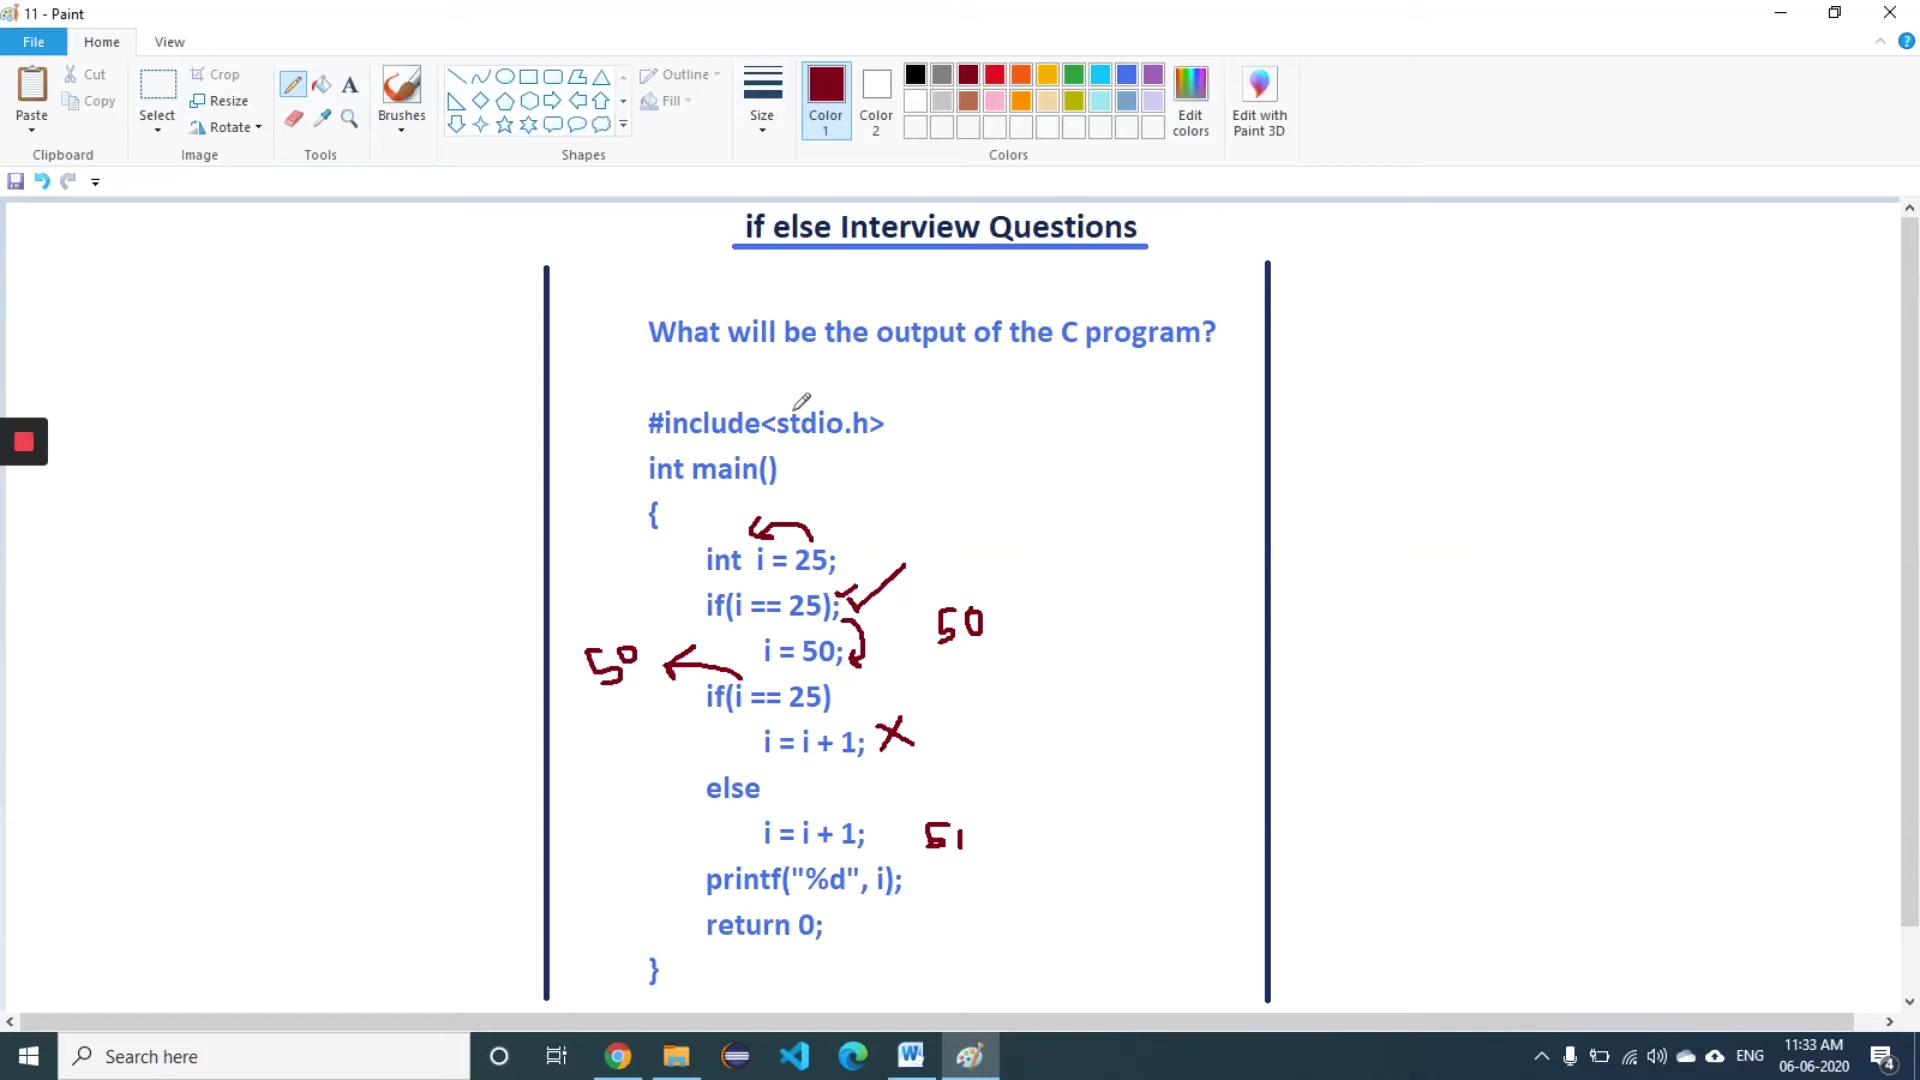 11 - Paint
File Home View
Paste
Cut
Copy
Clipboard
Select
Crop
Resize
Rotate
Image
A
Tools
Brushes
Shapes
Outline
Fill
Size
Color 1
Color 2
Edit colors
Edit with Paint 3D
Colors
if else Interview Questions
What will be the output of the C program?
#include<stdio.h>
int main()
{
int i = 25;
if(i == 25);
50
i = 50;
50
if(i == 25)
i = i + 1;
else
i = i + 1; 51
printf("%d", i);
return 0;
}
Search here
W
ENG
11:33 AM
06-06-2020
4